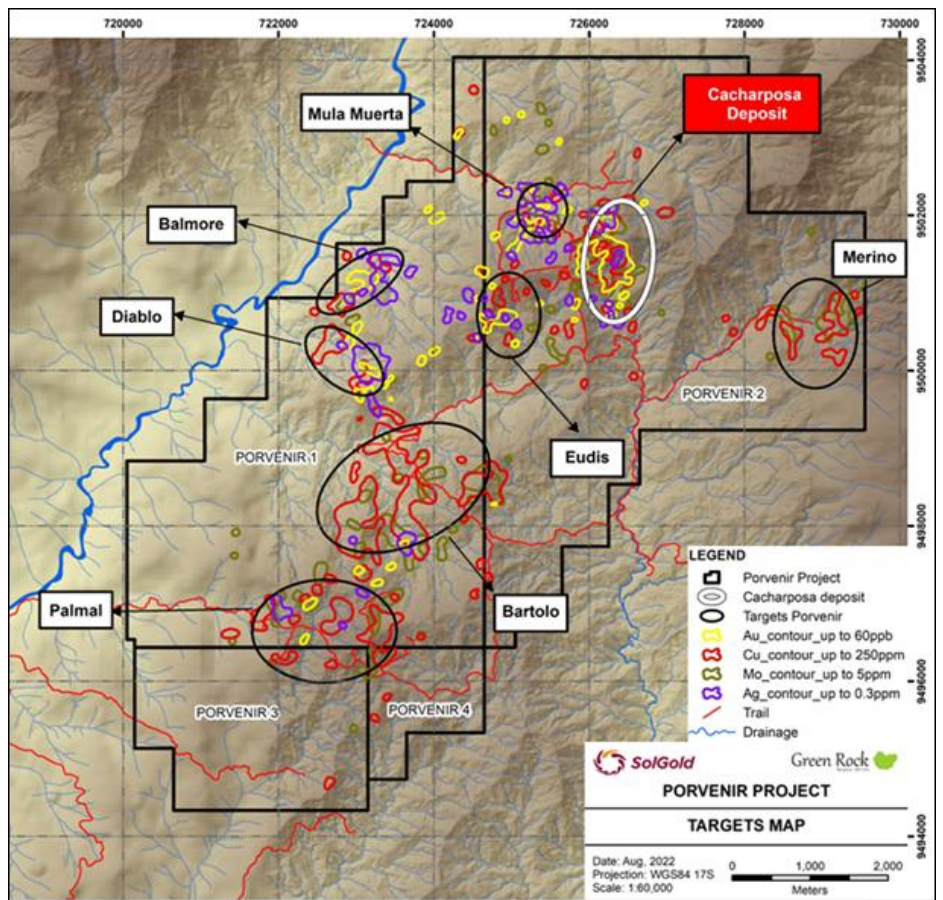 720000
722000
724000
726000
728000
730000
9504000
Cacharposa
Deposit
Mula Muerta
9502000
Balmore
Merino
Diablo
9500000
PORVENIR 2
PORVENIR 1
Eudis
9498000
LEGEND
Porvenir Project
Cacharposa deposit
Targets Porvenir
Au_contour_up to 60ppb
Cu_contour_up to 250ppm
Mo_contour_up to 5ppm
Ag_contour_up to 0.3ppm
Trail
Drainage
Palmal
Bartolo
9496000
PORVENIR 3
PORVENIR 4
SolGold
Green Rock
PORVENIR PROJECT
TARGETS MAP
9494000
Date: Aug, 2022
Projection: WGS84 17S
Scale: 1:60,000
0 1,000 2,000
Meters